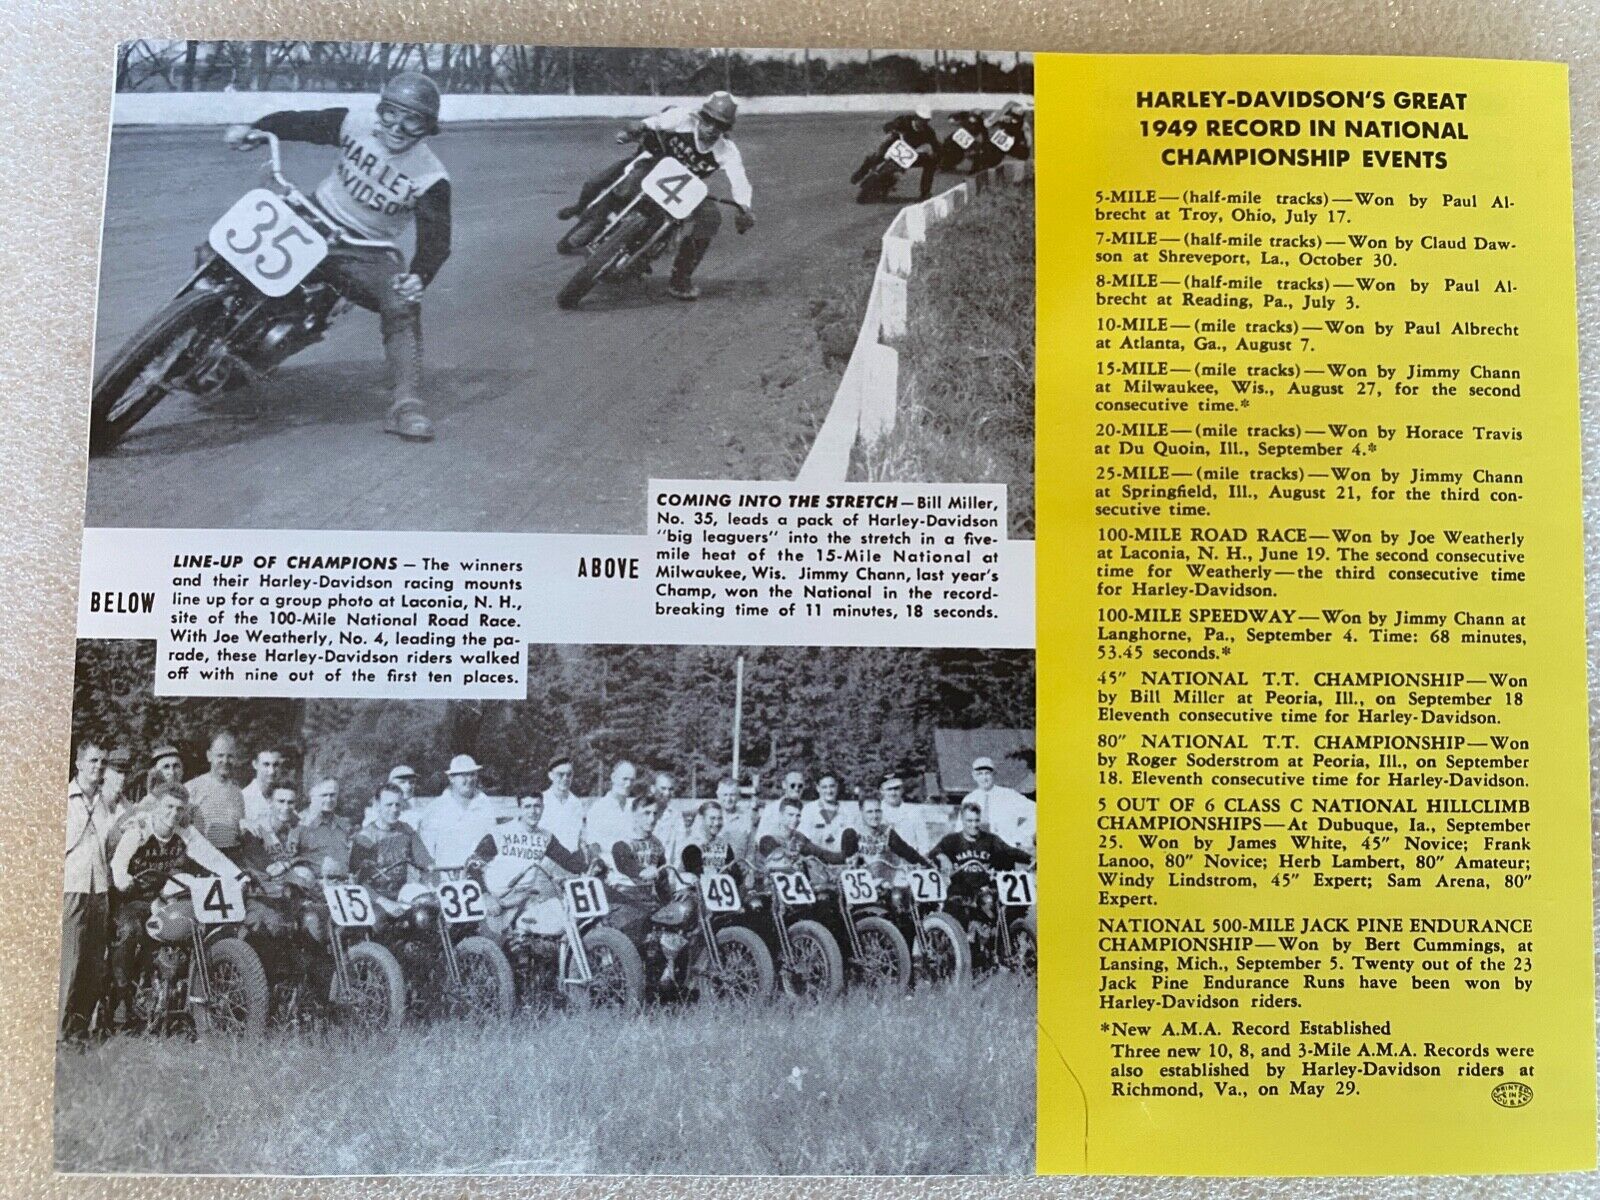 HARLEY
DAVIDSON
35
4
52
COMING INTO THE STRETCH—Bill Miller,
No. 35, leads a pack of Harley-Davidson
"big leaguers" into the stretch in a five-
mile heat of the 15-Mile National at
Milwaukee, Wis. Jimmy Chann, last year's
Champ, won the National in the record-
breaking time of 11 minutes, 18 seconds.
ABOVE
BELOW
LINE-UP OF CHAMPIONS — The winners
and their Harley-Davidson racing mounts
line up for a group photo at Laconia, N. H.,
site of the 100-Mile National Road Race.
With Joe Weatherly, No. 4, leading the pa-
rade, these Harley-Davidson riders walked
off with nine out of the first ten places.
HARLEY
DAVIDSON
4
15
32
61
49
24
35
29
21
HARLEY-DAVIDSON'S GREAT
1949 RECORD IN NATIONAL
CHAMPIONSHIP EVENTS
5-MILE—(half-mile tracks)—Won by Paul Al-
brecht at Troy, Ohio, July 17.
7-MILE—(half-mile tracks)—Won by Claud Daw-
son at Shreveport, La., October 30.
8-MILE—(half-mile tracks)—Won by Paul Al-
brecht at Reading, Pa., July 3.
10-MILE—(mile tracks)—Won by Paul Albrecht
at Atlanta, Ga., August 7.
15-MILE—(mile tracks)—Won by Jimmy Chann
at Milwaukee, Wis., August 27, for the second
consecutive time.*
20-MILE—(mile tracks)—Won by Horace Travis
at Du Quoin, Ill., September 4.*
25-MILE—(mile tracks)—Won by Jimmy Chann
at Springfield, Ill., August 21, for the third con-
secutive time.
100-MILE ROAD RACE—Won by Joe Weatherly
at Laconia, N. H., June 19. The second consecutive
time for Weatherly—the third consecutive time
for Harley-Davidson.
100-MILE SPEEDWAY—Won by Jimmy Chann at
Langhorne, Pa., September 4. Time: 68 minutes,
53.45 seconds.*
45" NATIONAL T.T. CHAMPIONSHIP—Won
by Bill Miller at Peoria, Ill., on September 18
Eleventh consecutive time for Harley-Davidson.
80" NATIONAL T.T. CHAMPIONSHIP—Won
by Roger Soderstrom at Peoria, Ill., on September
18. Eleventh consecutive time for Harley-Davidson.
5 OUT OF 6 CLASS C NATIONAL HILLCLIMB
CHAMPIONSHIPS—At Dubuque, Ia., September
25. Won by James White, 45" Novice; Frank
Lanoo, 80" Novice; Herb Lambert, 80" Amateur;
Windy Lindstrom, 45" Expert; Sam Arena, 80"
Expert.
NATIONAL 500-MILE JACK PINE ENDURANCE
CHAMPIONSHIP—Won by Bert Cummings, at
Lansing, Mich., September 5. Twenty out of the 23
Jack Pine Endurance Runs have been won by
Harley-Davidson riders.
*New A.M.A. Record Established
Three new 10, 8, and 3-Mile A.M.A. Records were
also established by Harley-Davidson riders at
Richmond, Va., on May 29.
PRINTED
IN
U.S.A.